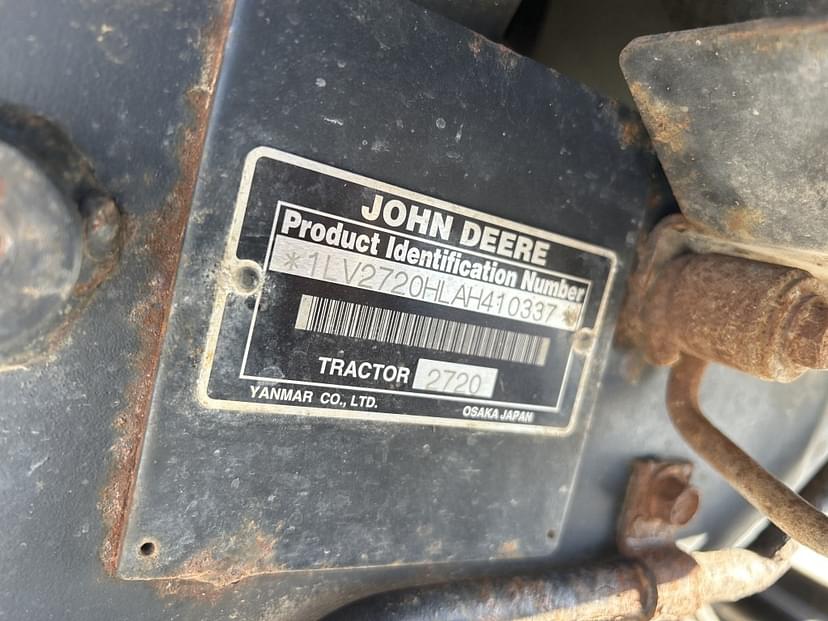 JOHN DEERE
Product Identification Number
*1LV2720HLAH410337*
TRACTOR 2720
YANMAR CO., LTD. OSAKA JAPAN